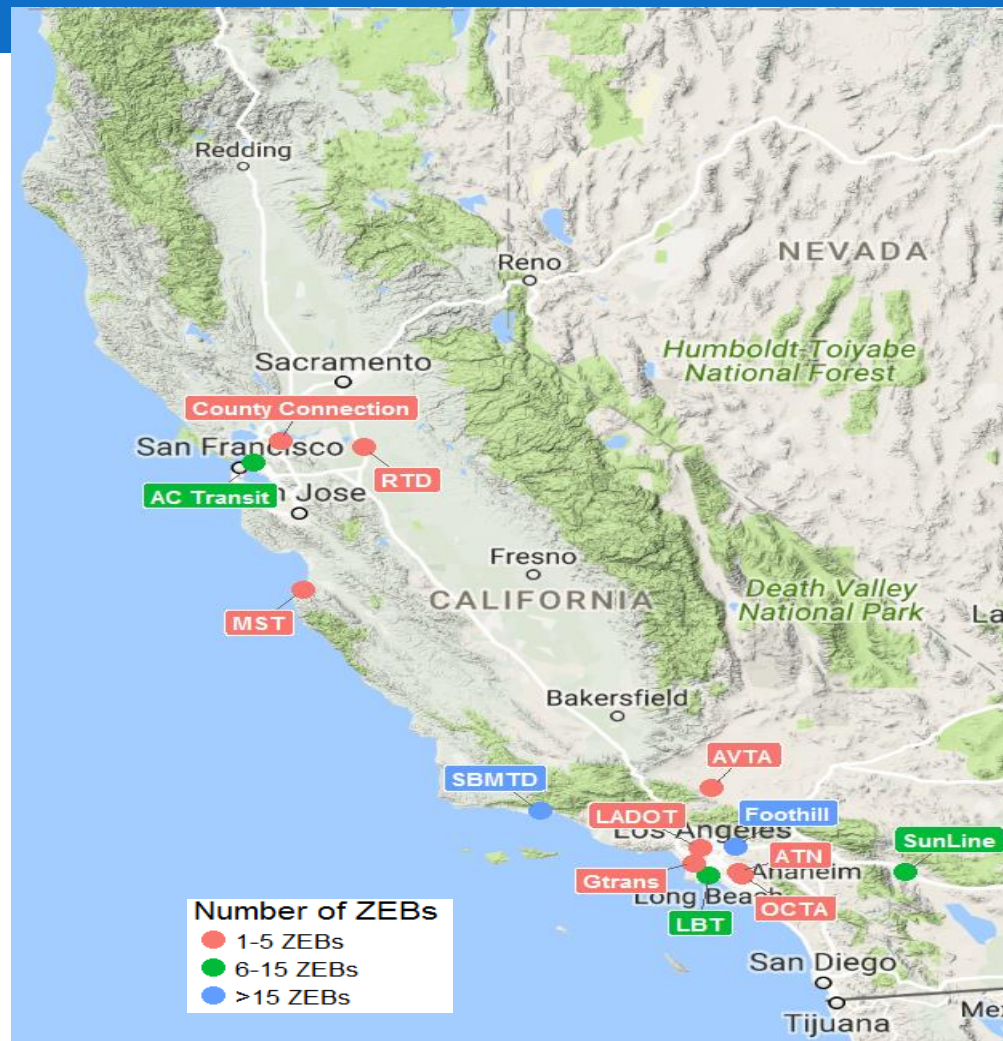 Redding
Reno
NEVADA
Humboldt-Toiyabe
National Forest
Sacramento
County Connection
San Francisco
RTD
AC Transit
n Jose
Fresno
CALIFORNIA
Death Valley
National Park
La
MST
Bakersfield
AVTA
SBMTD
LADOT
Foothill
Los Angeles
SunLine
ATN
Anaheim
Gtrans
Long Beach
OCTA
LBT
Number of ZEBs
1-5 ZEBs
6-15 ZEBs
>15 ZEBs
San Diego
Tijuana
Mex